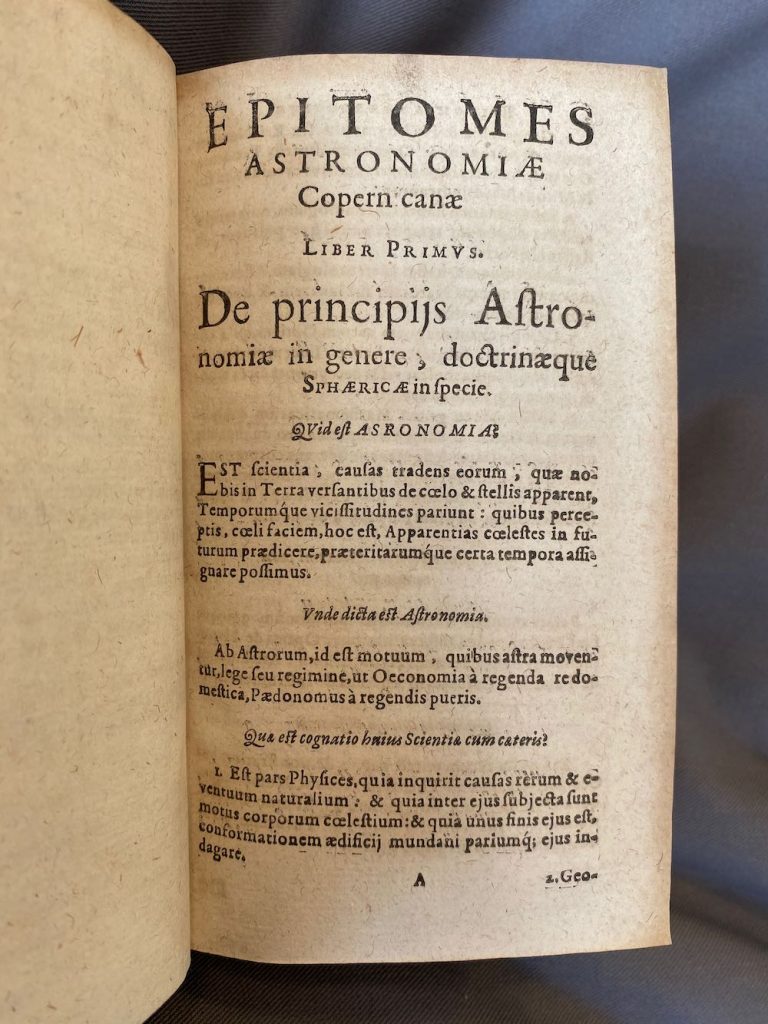 EPITOMES
ASTRONOMIÆ
Copern canæ
LIBER PRIMVS.
De principijs Aſtro-
nomiæ in genere, doctrinæque
SPHÆRICÆ in ſpecie.
QVid eſt ASRONOMIA?
EST ſcientia, cauſas tradens eorum, quæ no-
bis in Terra verſantibus de cœlo & ſtellis apparent,
Temporumque viciſſitudines pariunt: quibus perce-
ptis, cœli faciem, hoc eſt, Apparentias cœleſtes in fu-
turum prædicere, præteritarumque certa tempora aſſi-
gnare poſſimus.
Vnde dicta eſt Aſtronomia.
Ab Aſtrorum, id eſt motuum, quibus aſtra moven-
tur, lege ſeu regimine, ut Oeconomia à regenda re do-
meſtica, Pædonomus à regendis pueris.
Quæ eſt cognatio huius Scientiæ cum cæteris?
1. Eſt pars Phyſices, quia inquirit cauſas rerum & e-
ventuum naturalium: & quia inter ejus ſubjecta ſunt
motus corporum cœleſtium: & quia unus finis ejus eſt,
conformationem ædificij mundani pariumq; ejus in-
dagare.
A
2. Geo-